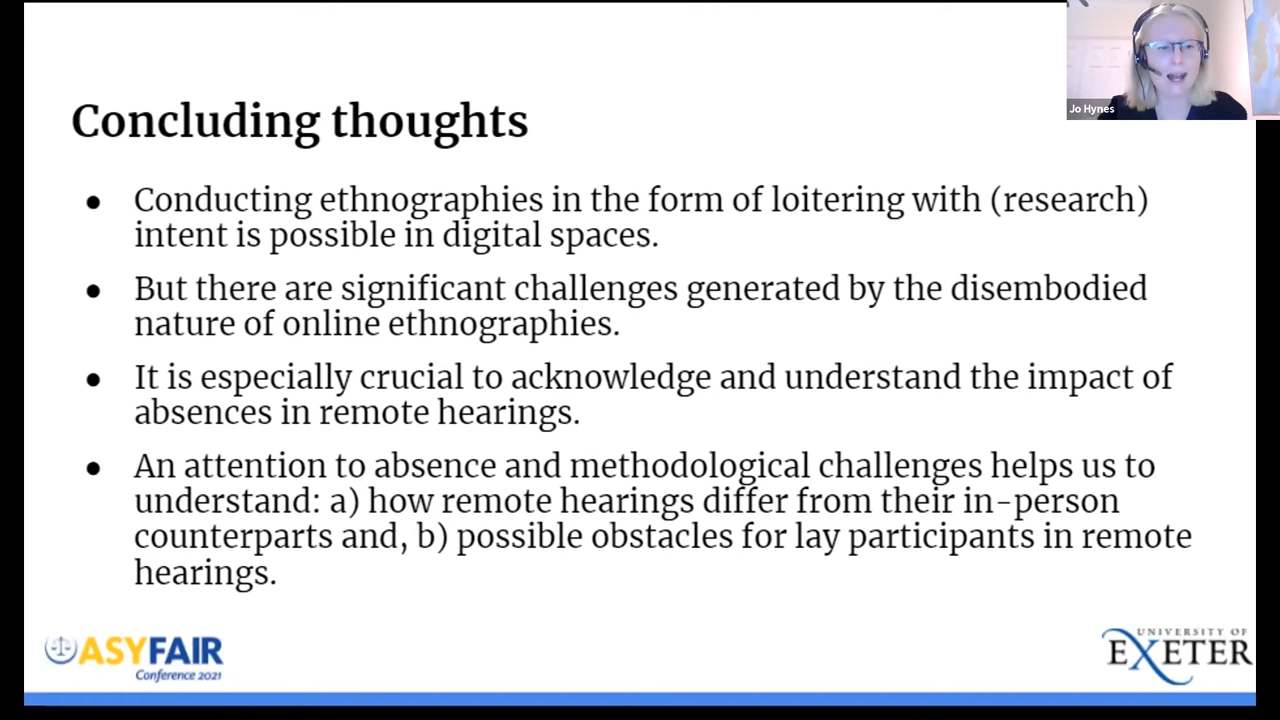 Jo Hynes
Concluding thoughts
● Conducting ethnographies in the form of loitering with (research)
intent is possible in digital spaces.
● But there are significant challenges generated by the disembodied
nature of online ethnographies.
● It is especially crucial to acknowledge and understand the impact of
absences in remote hearings.
● An attention to absence and methodological challenges helps us to
understand: a) how remote hearings differ from their in-person
counterparts and, b) possible obstacles for lay participants in remote
hearings.
ASYFAIR
Conference 2021
UNIVERSITY OF
EXETER